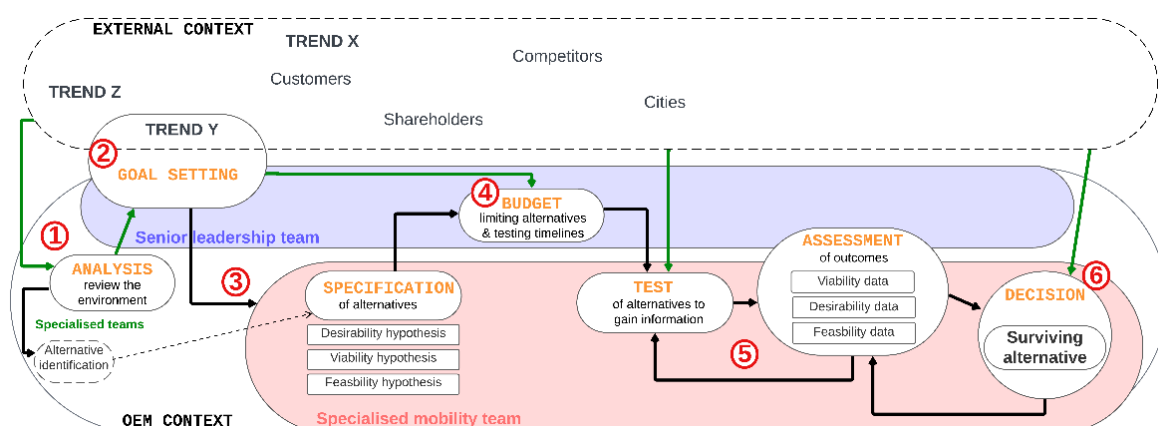 EXTERNAL CONTEXT
TREND X
Competitors
Customers
TREND Z
Cities
Shareholders
TREND Y
2
GOAL SETTING
4
BUDGET
limiting alternatives
& testing timelines
Senior leadership team
1
ANALYSIS
review the
environment
Specialised teams
Alternative
identification
3
SPECIFICATION
of alternatives
Desirability hypothesis
Viability hypothesis
Feasibility hypothesis
TEST
of alternatives to
gain information
ASSESSMENT
of outcomes
Viability data
Desirability data
Feasibility data
5
6
DECISION
Surviving
alternative
OEM CONTEXT
Specialised mobility team